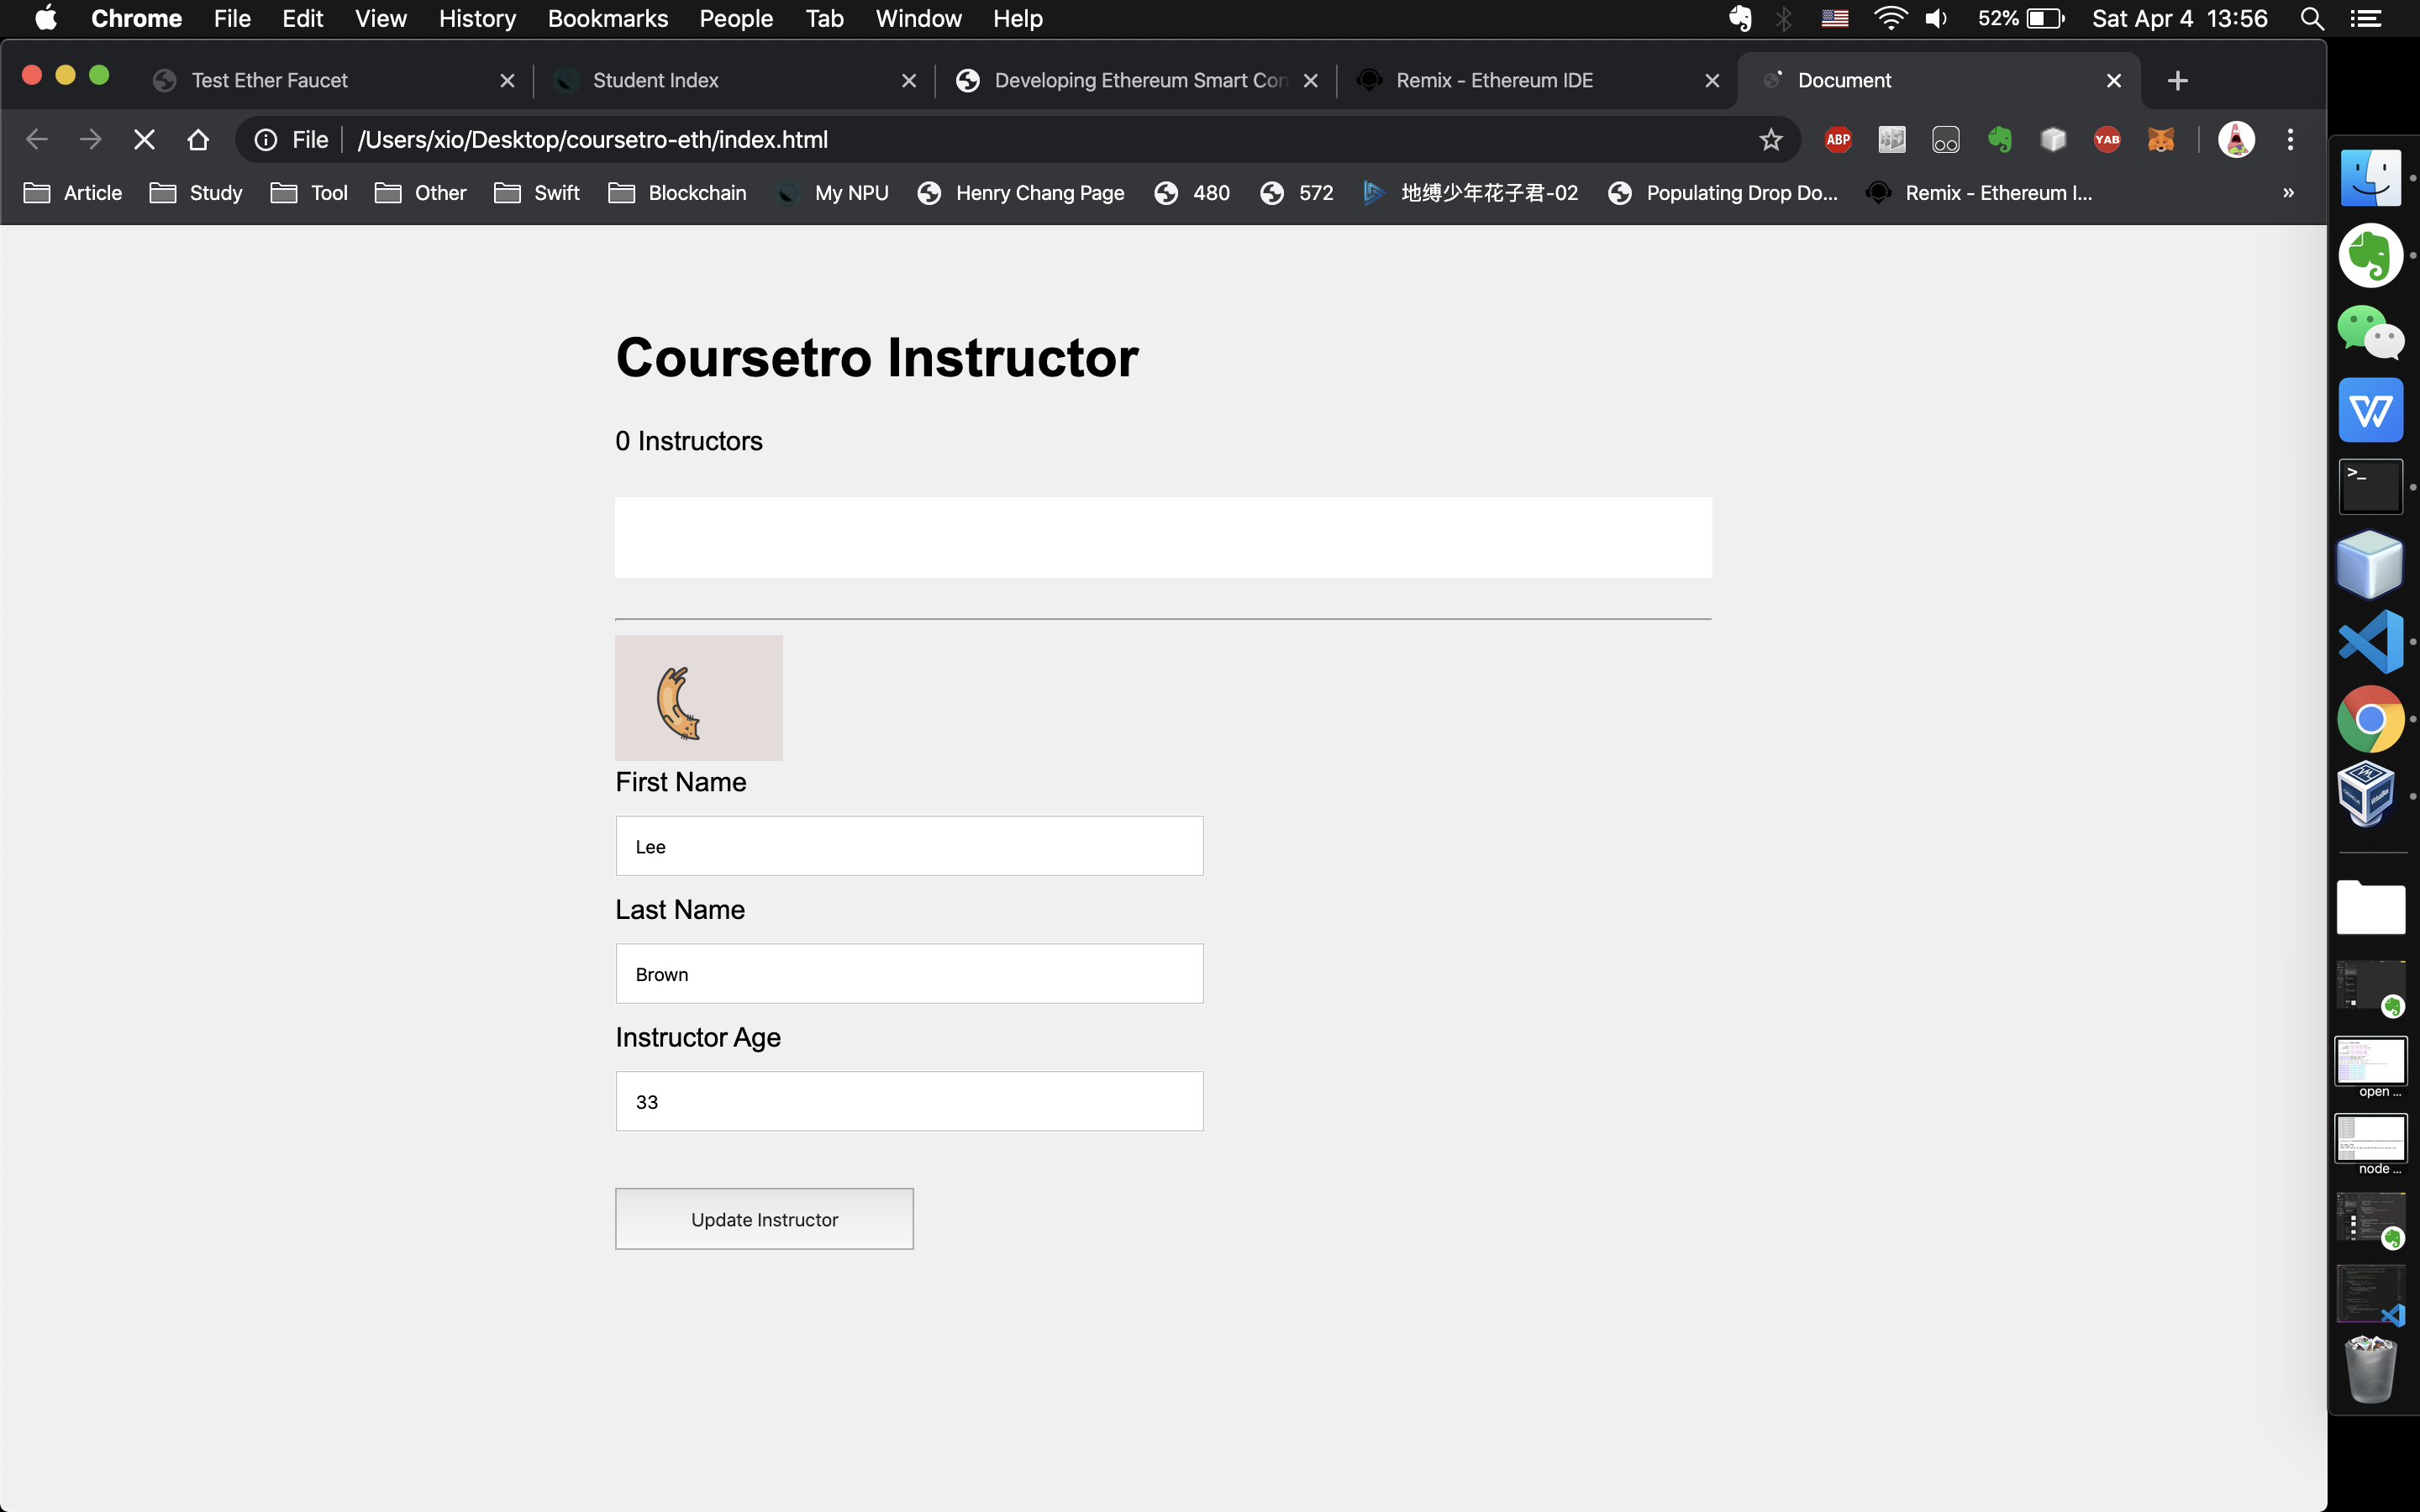 Chrome File Edit View History Bookmarks People Tab Window Help 52% Sat Apr 4 13:56
Test Ether Faucet Student Index Developing Ethereum Smart Con Remix - Ethereum IDE Document
File /Users/xio/Desktop/coursetro-eth/index.html ABP YAB
Article Study Tool Other Swift Blockchain My NPU Henry Chang Page 480 572 地缚少年花子君-02 Populating Drop Do... Remix - Ethereum I... »
Coursetro Instructor
0 Instructors
First Name
Lee
Last Name
Brown
Instructor Age
33
Update Instructor
>_
open ...
node ...